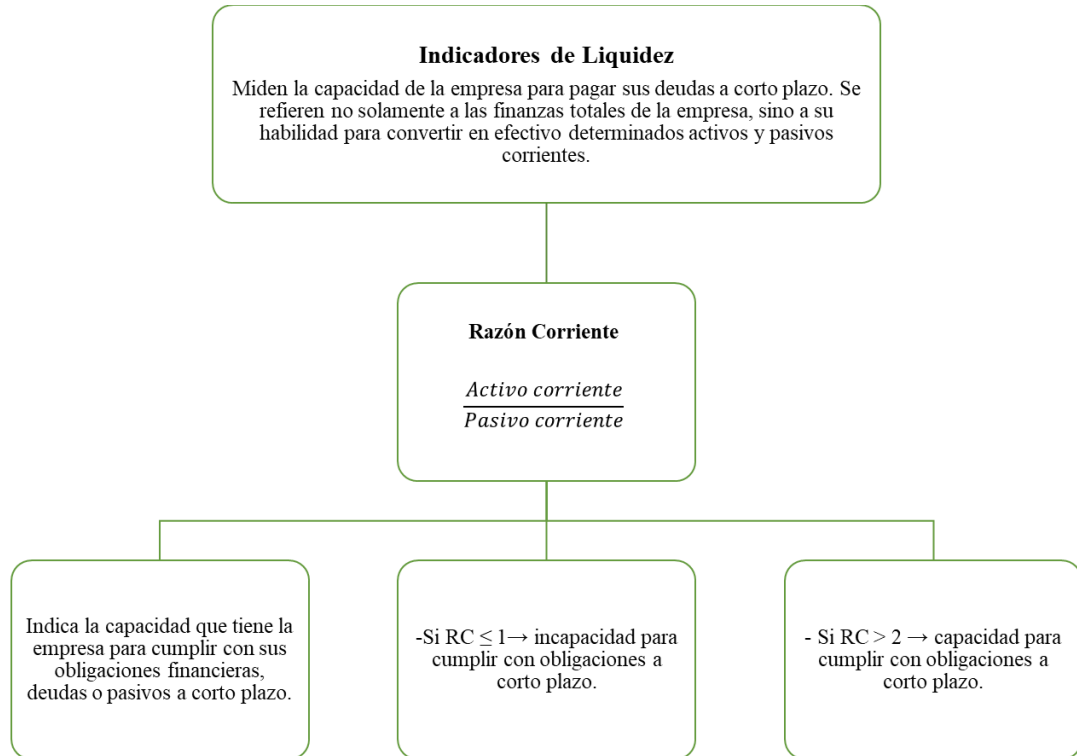 Indicadores de Liquidez
Miden la capacidad de la empresa para pagar sus deudas a corto plazo. Se
refieren no solamente a las finanzas totales de la empresa, sino a su
habilidad para convertir en efectivo determinados activos y pasivos
corrientes.
Razón Corriente
Activo corriente
Pasivo corriente
Indica la capacidad que tiene la
empresa para cumplir con sus
obligaciones financieras,
deudas o pasivos a corto plazo.
-Si RC ≤ 1→ incapacidad para
cumplir con obligaciones a
corto plazo.
- Si RC > 2 → capacidad para
cumplir con obligaciones a
corto plazo.